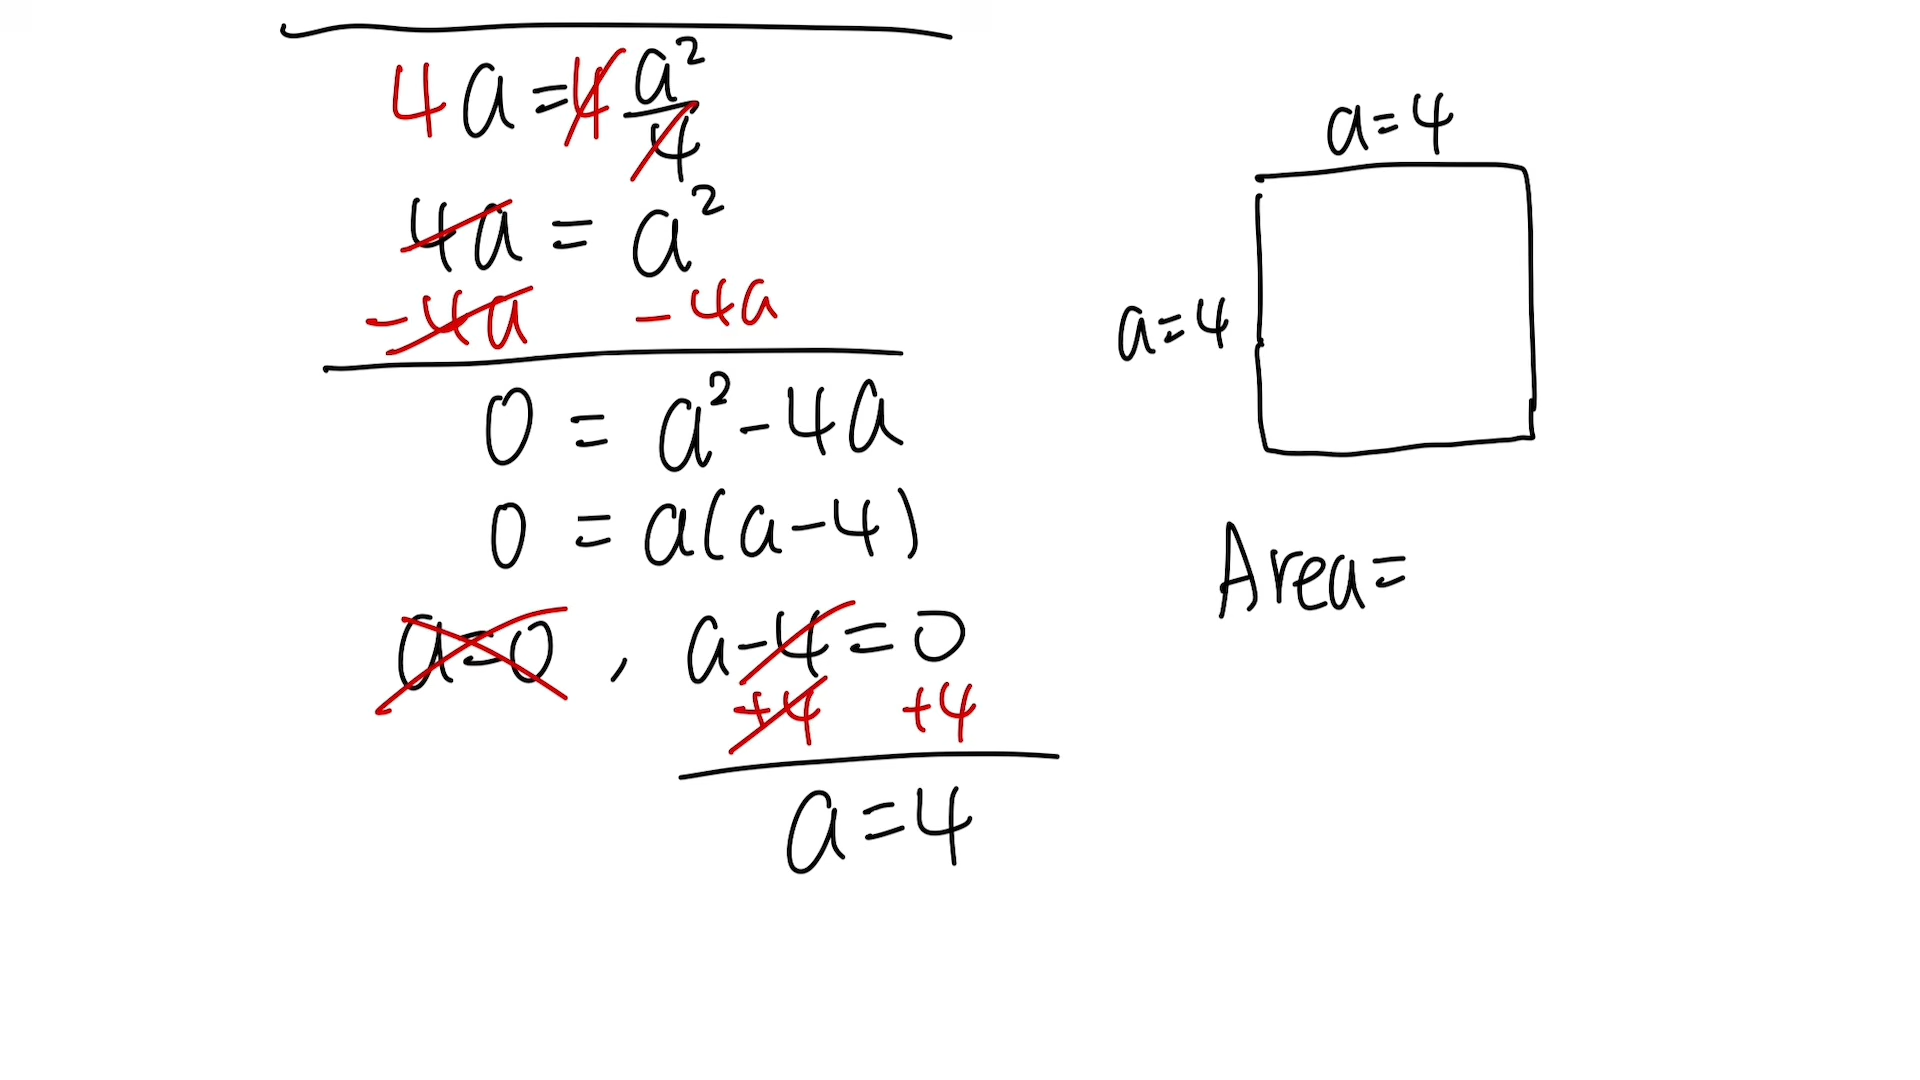 4a = 4 a²/4
4a = a²
-4a -4a
0 = a² - 4a
0 = a(a-4)
a=0 , a-4=0
+4 +4
a=4
a=4
a=4
Area=